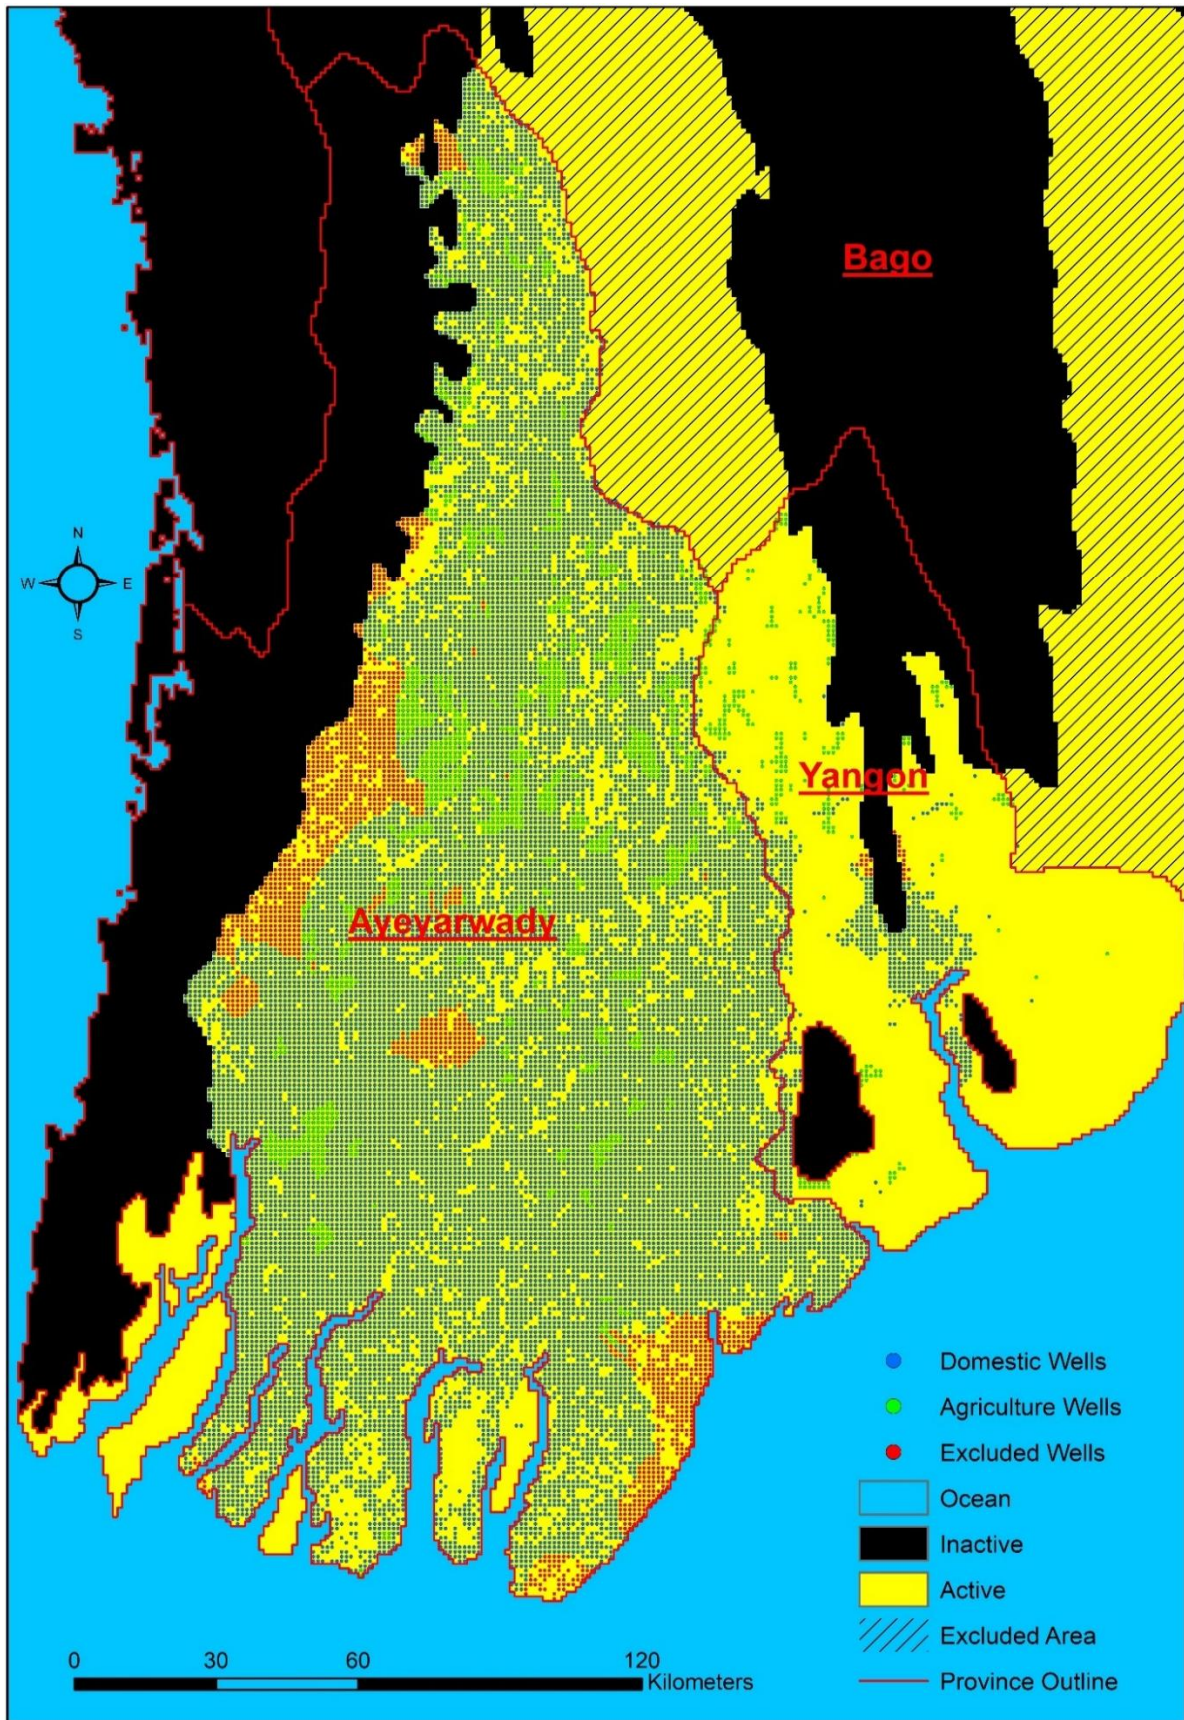 Bago
N
W E
S
Yangon
Ayeyarwady
Domestic Wells
Agriculture Wells
Excluded Wells
Ocean
Inactive
Active
Excluded Area
Province Outline
0 30 60 120
Kilometers